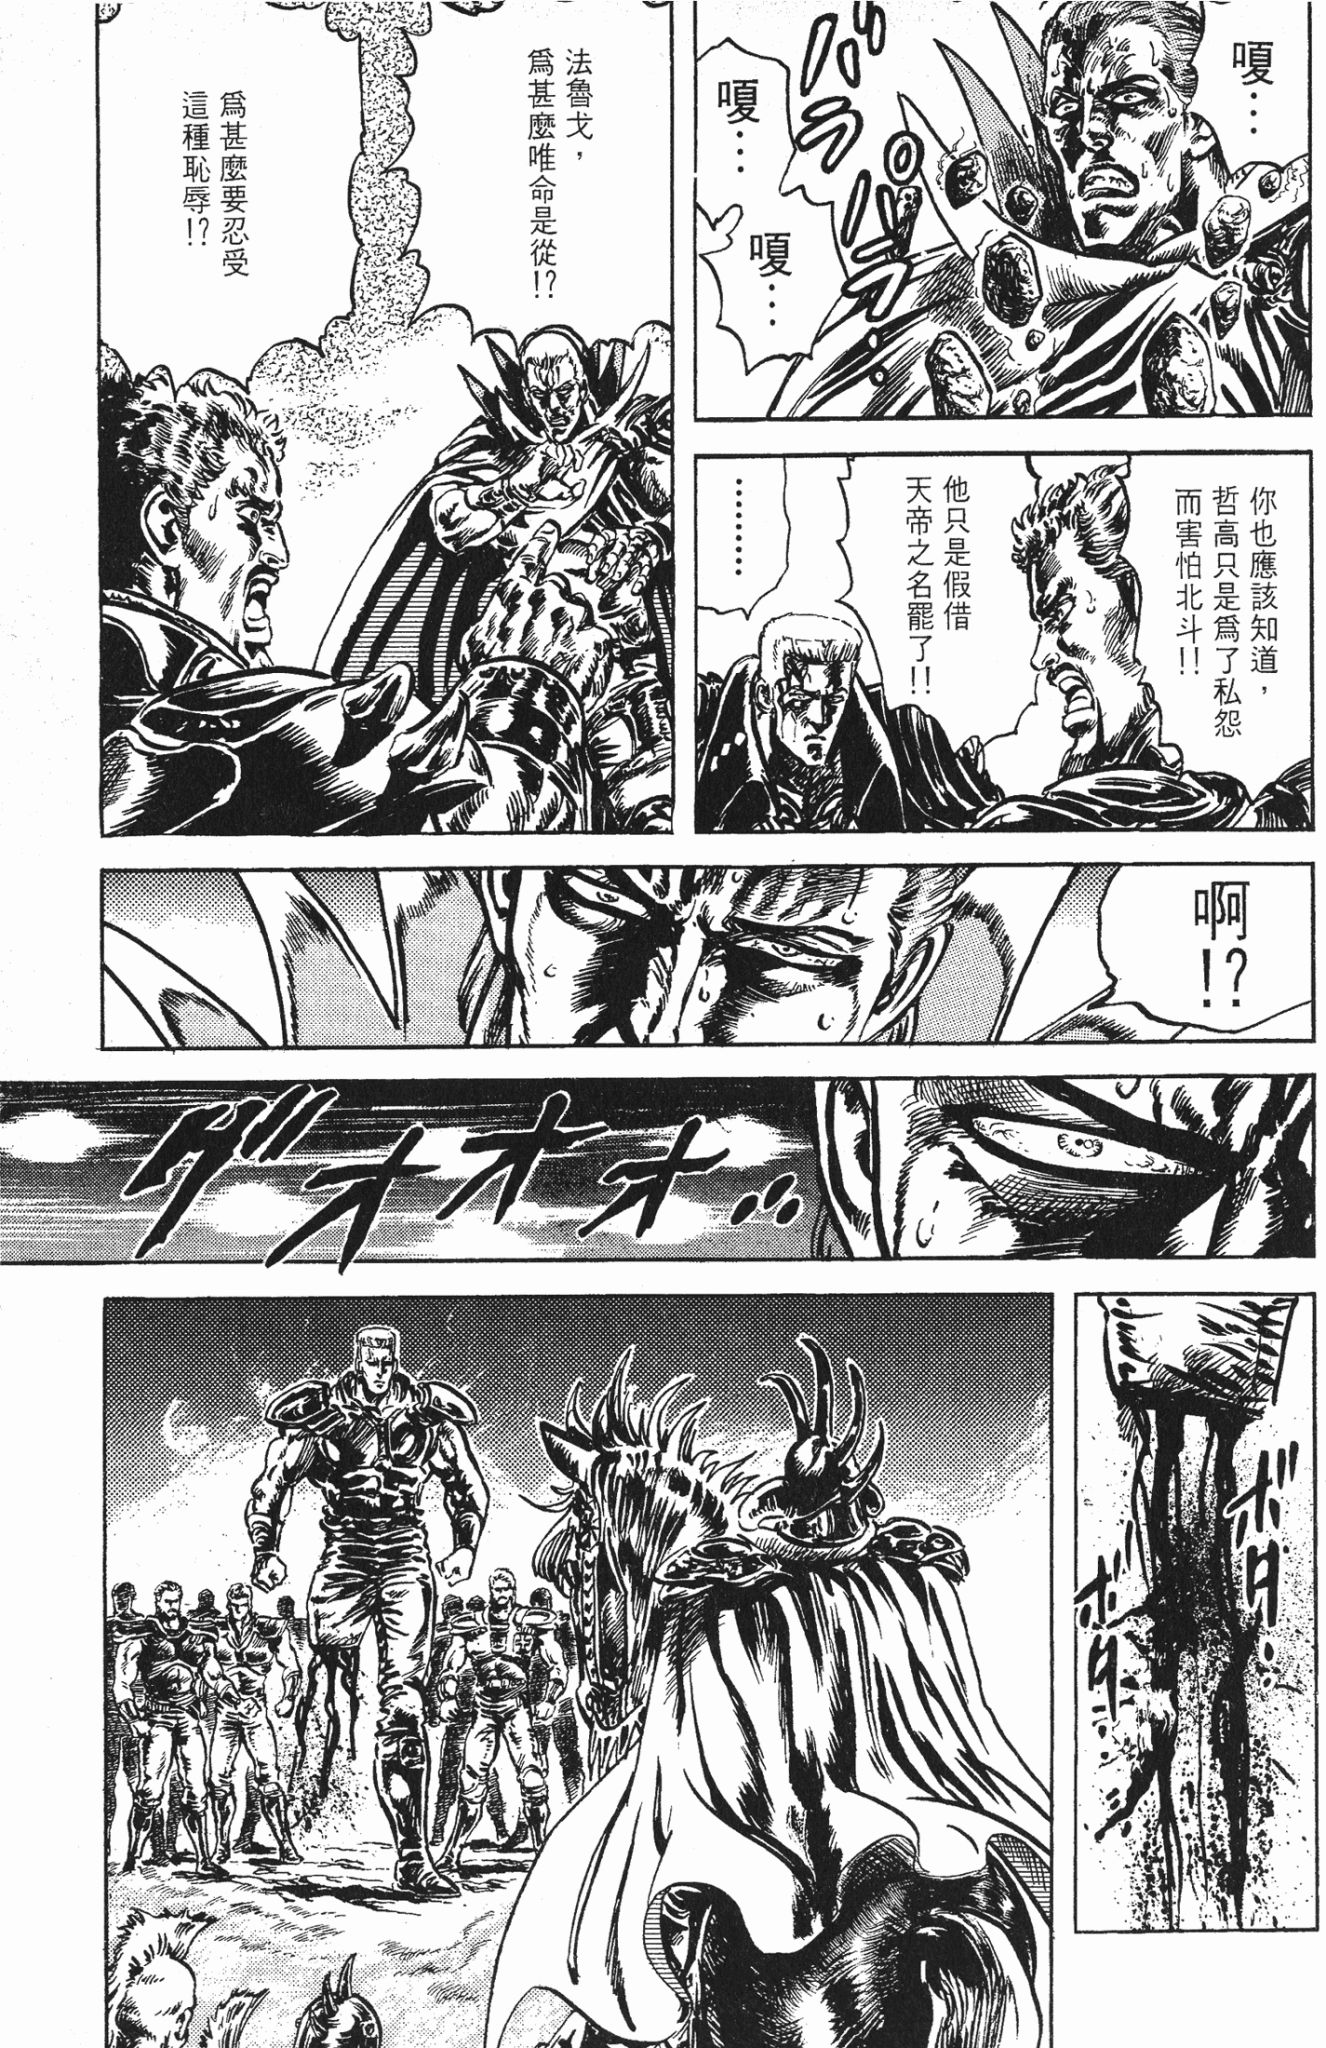 嗄…
嗄…
嗄…
バラ
パラ…
你也應該知道，
哲高只是爲了私怨
而害怕北斗!!
他只是假借
天帝之名罷了!!
………
法魯戈，
爲甚麼唯命是從!?
爲甚麼要忍受
這種恥辱!?
啊!?
グオオオ…
ボタ…
ボタ…